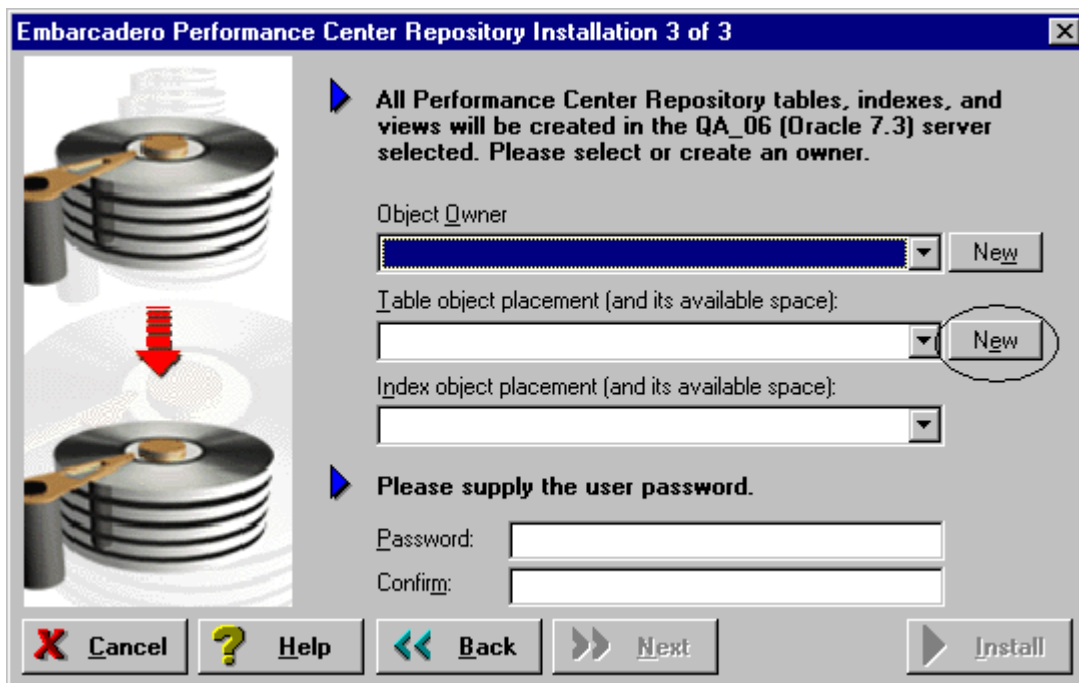 Embarcadero Performance Center Repository Installation 3 of 3
All Performance Center Repository tables, indexes, and
views will be created in the QA_06 (Oracle 7.3) server
selected. Please select or create an owner.
Object Owner
New
Table object placement (and its available space):
New
Index object placement (and its available space):
Please supply the user password.
Password:
Confirm:
Cancel
Help
Back
Next
Install